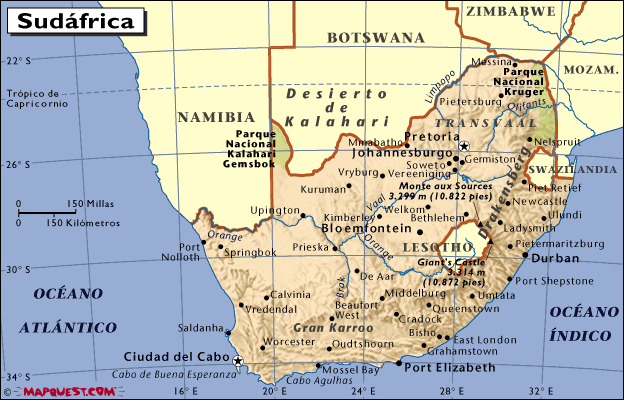 Sudáfrica
ZIMBABWE
BOTSWANA
22°S
Messina
Parque
Nacional
Kruger
MOZAM.
Limpopo
Trópico de
Capricornio
Desierto
de
Kalahari
Pietersburg
Olifants
TRANSVAAL
NAMIBIA
Pretoria
Parque
Nacional
Kalahari
Gemsbok
Mmabatho
Nelspruit
Johannesburgo
Germiston
26°S
Soweto
Vryburg
Vereeniging
SWAZILANDIA
Kuruman
Monte aux Sources
3,299 m (10.822 pies)
Piet Retief
Drakensberg
0 150 Millas
0 150 Kilómetros
Vaal
Newcastle
Upington
Kimberley
Welkom
Bethlehem
Ulundi
Bloemfontein
Ladysmith
Orange
Orange
Port
Nolloth
Springbok
Prieska
LESOTHO
Pietermaritzburg
Giant's Castle
3.314 m
(10.872 pies)
Durban
30°S
De Aar
Brak
Port Shepstone
OCÉANO
ATLÁNTICO
Calvinia
Vredendal
Beaufort
West
Middelburg
Umtata
Queenstown
OCÉANO
ÍNDICO
Saldanha
Gran Karroo
Cradock
Bisho
East London
Worcester
Oudtshoorn
Grahamstown
Ciudad del Cabo
Mossel Bay
Port Elizabeth
Cabo de Buena Esperanza
Cabo Agulhas
34°S
16°E
20°E
24°E
28°E
32°E
© MAPQUEST.COM